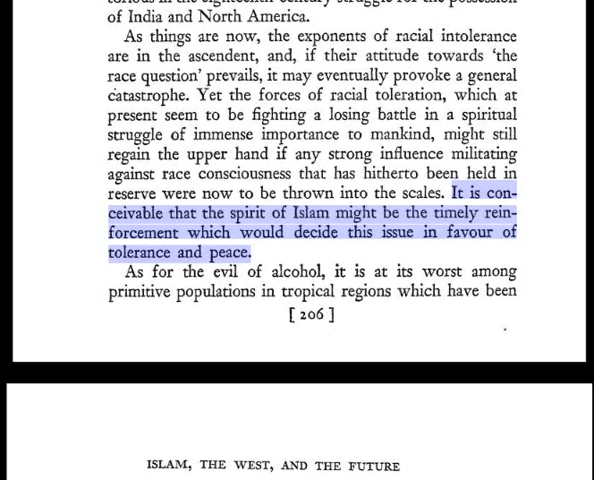 of India and North America.
As things are now, the exponents of racial intolerance
are in the ascendent, and, if their attitude towards ‘the
race question’ prevails, it may eventually provoke a general
catastrophe. Yet the forces of racial toleration, which at
present seem to be fighting a losing battle in a spiritual
struggle of immense importance to mankind, might still
regain the upper hand if any strong influence militating
against race consciousness that has hitherto been held in
reserve were now to be thrown into the scales. It is con-
ceivable that the spirit of Islam might be the timely rein-
forcement which would decide this issue in favour of
tolerance and peace.
As for the evil of alcohol, it is at its worst among
primitive populations in tropical regions which have been
[ 206 ]
ISLAM, THE WEST, AND THE FUTURE